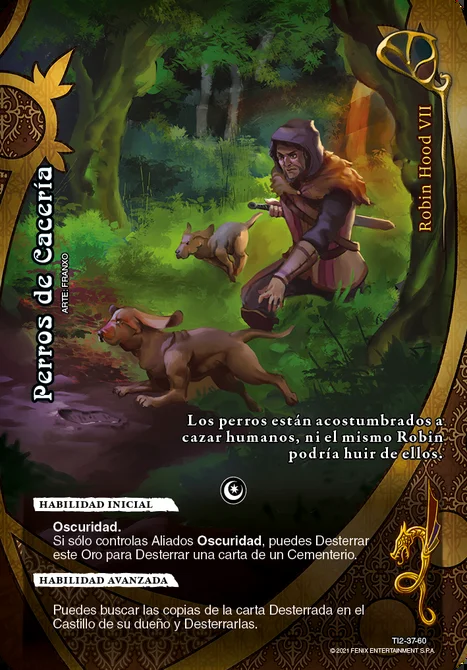 Perros de Cacería
ARTE: FRANXO
Robin Hood VII
Los perros están acostumbrados a
cazar humanos, ni el mismo Robin
podría huir de ellos.
HABILIDAD INICIAL
Oscuridad.
Si sólo controlas Aliados Oscuridad, puedes Desterrar
este Oro para Desterrar una carta de un Cementerio.
HABILIDAD AVANZADA
Puedes buscar las copias de la carta Desterrada en el
Castillo de su dueño y Desterrarlas.
TI2-37-60
© 2021 FENIX ENTERTAINMENT S.P.A.